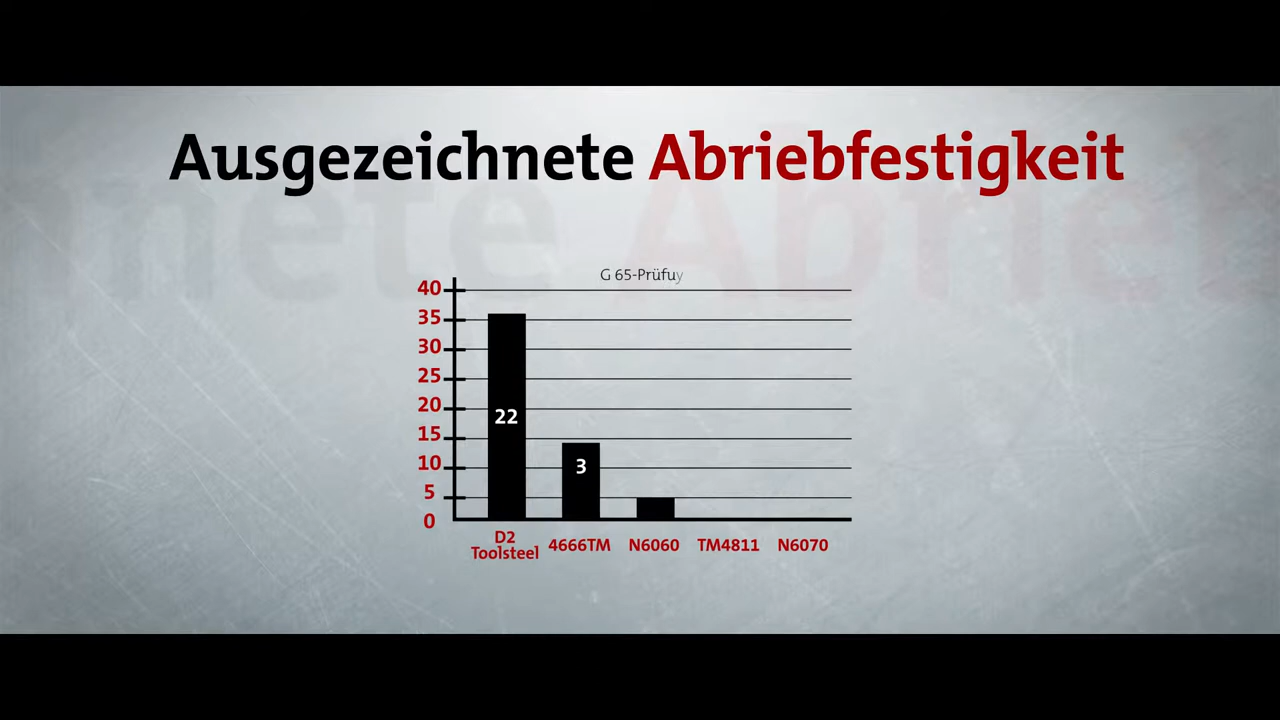 Ausgezeichnete Abriebfestigkeit
G 65-Prüfu
40
35
30
25
20
15
10
5
0
22
3
D2 Toolsteel
4666TM
N6060
TM4811
N6070